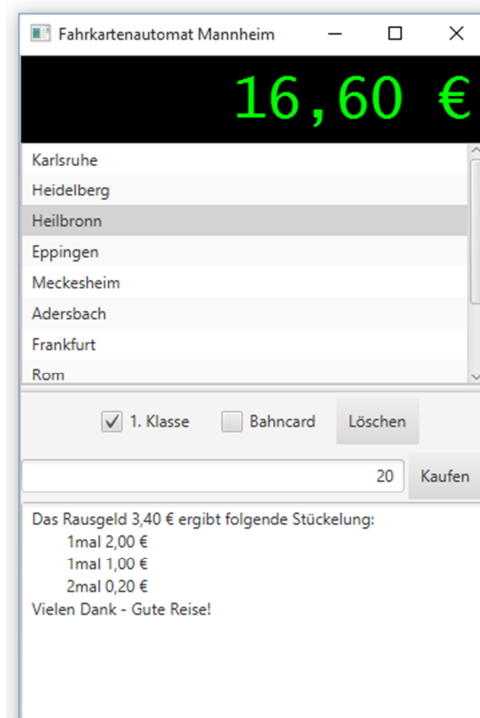 Fahrkartenautomat Mannheim
16,60 €
Karlsruhe
Heidelberg
Heilbronn
Eppingen
Meckesheim
Adersbach
Frankfurt
Rom
1. Klasse Bahncard Löschen
20 Kaufen
Das Rausgeld 3,40 € ergibt folgende Stückelung:
1mal 2,00 €
1mal 1,00 €
2mal 0,20 €
Vielen Dank - Gute Reise!